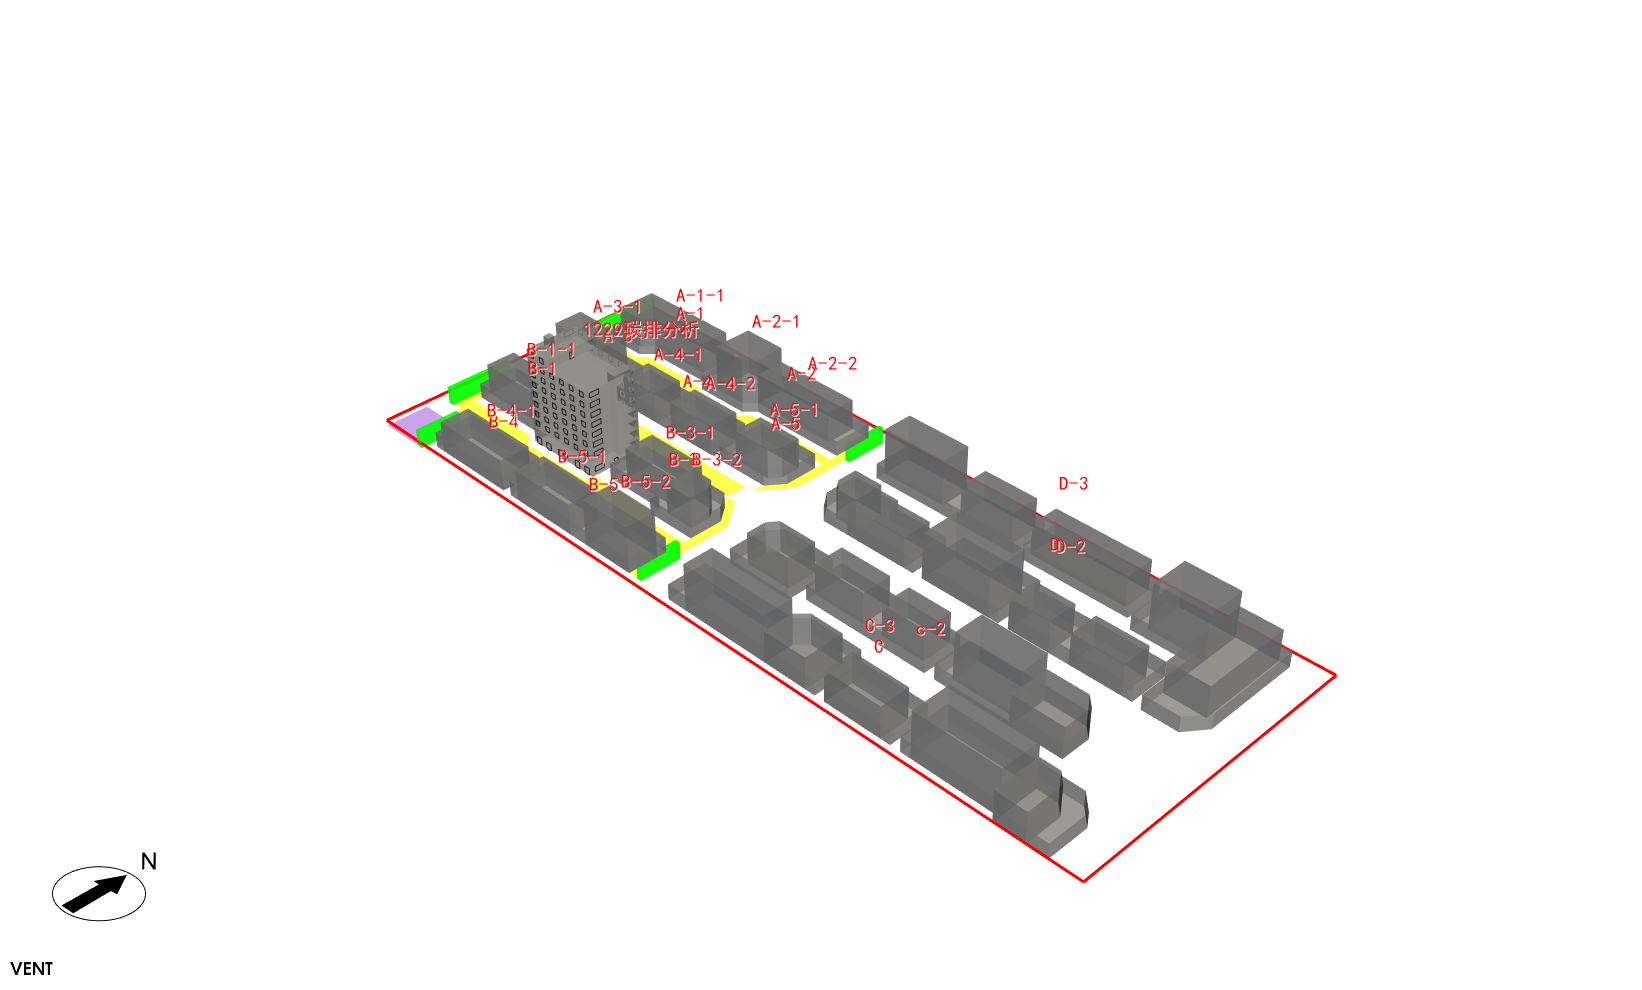 A-1-1
A-3-1
A-1
A-2-1
1229碳排分析
B-1-1
A-4-1
A-2-2
B-1
A-2
A-4-2
B-4-1
A-5-1
B-4
A-5
B-3-1
B-5-1
B-3-2
B-5
B-5-2
D-3
D-2
C-3
c-2
C
N
VENT